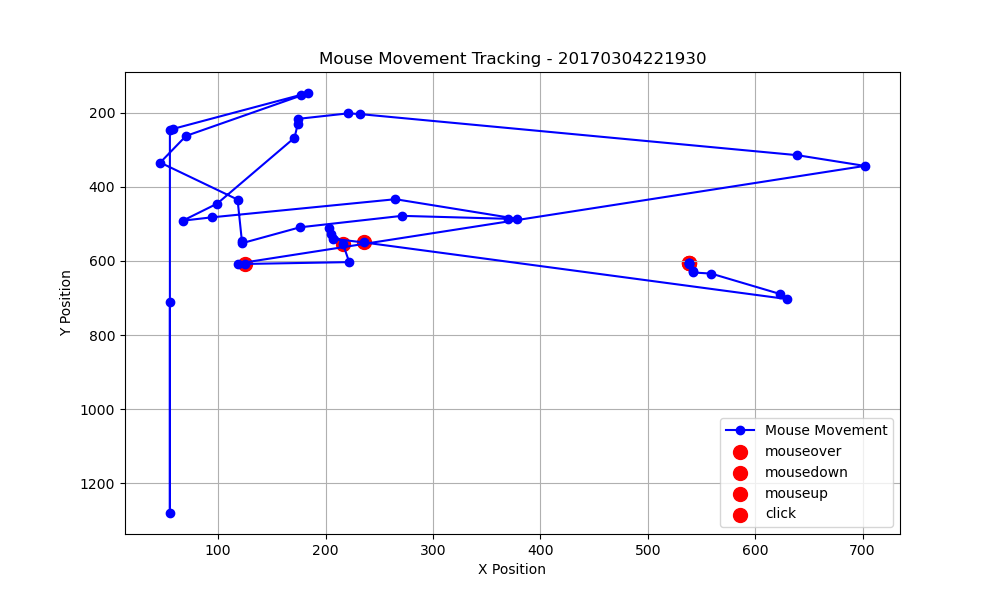 Mouse Movement Tracking - 20170304221930
200
400
600
800
1000
1200
Y Position
100
200
300
400
500
600
700
X Position
Mouse Movement
mouseover
mousedown
mouseup
click